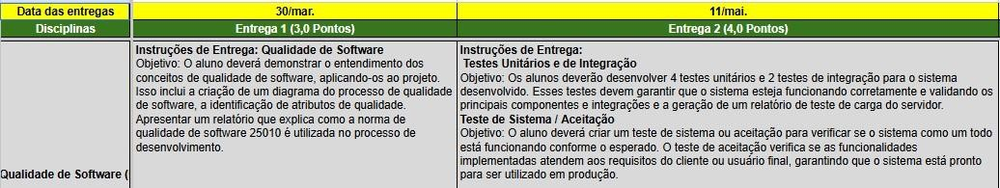 Data das entregas
30/mar.
11/mai.
Disciplinas
Entrega 1 (3,0 Pontos)
Entrega 2 (4,0 Pontos)
Qualidade de Software (
Instruções de Entrega: Qualidade de Software
Objetivo: O aluno deverá demonstrar o entendimento dos
conceitos de qualidade de software, aplicando-os ao projeto.
Isso inclui a criação de um diagrama do processo de qualidade
de software, a identificação de atributos de qualidade.
Apresentar um relatório que explica como a norma de
qualidade de software 25010 é utilizada no processo de
desenvolvimento.
Instruções de Entrega:
Testes Unitários e de Integração
Objetivo: Os alunos deverão desenvolver 4 testes unitários e 2 testes de integração para o sistema
desenvolvido. Esses testes devem garantir que o sistema esteja funcionando corretamente e validando os
principais componentes e integrações e a geração de um relatório de teste de carga do servidor.
Teste de Sistema / Aceitação
Objetivo: O aluno deverá criar um teste de sistema ou aceitação para verificar se o sistema como um todo
está funcionando conforme o esperado. O teste de aceitação verifica se as funcionalidades
implementadas atendem aos requisitos do cliente ou usuário final, garantindo que o sistema está pronto
para ser utilizado em produção.